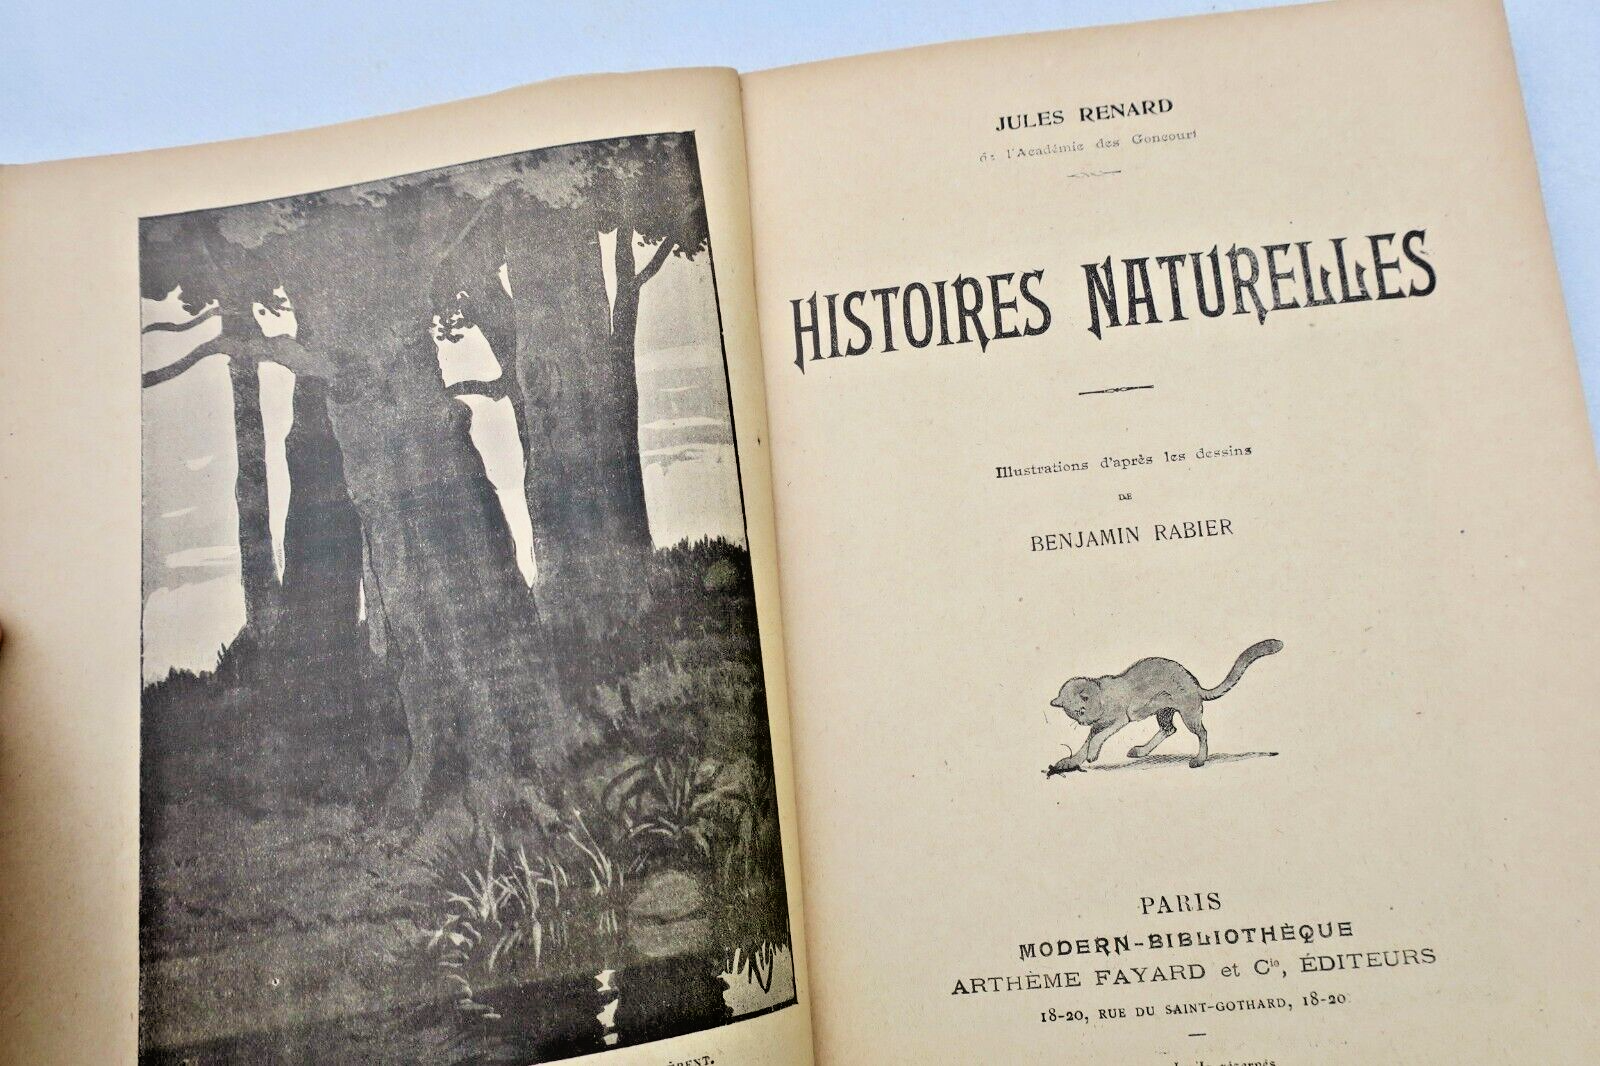 JULES RENARD
de l'Académie des Goncourt
HISTOIRES NATURELLES
Illustrations d'après les dessins
DE
BENJAMIN RABIER
PARIS
MODERN-BIBLIOTHÈQUE
ARTHÈME FAYARD et Cie, ÉDITEURS
18-20, RUE DU SAINT-GOTHARD, 18-20